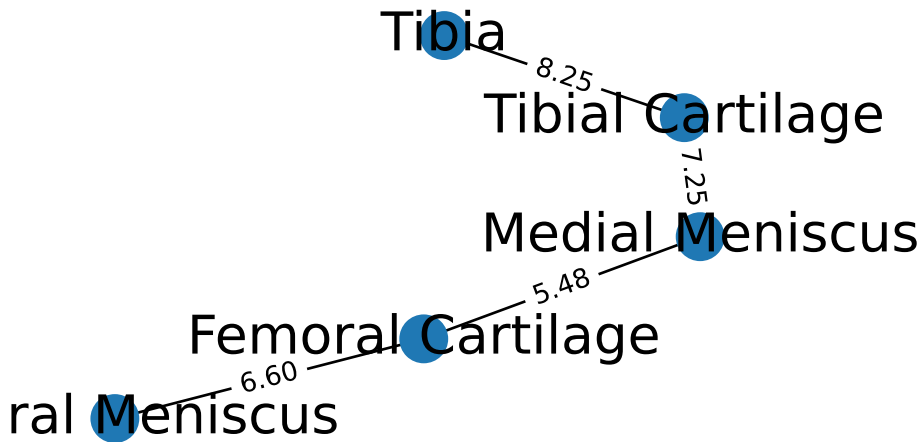 Tibia
8.25
Tibial Cartilage
7.25
Medial Meniscus
5.48
Femoral Cartilage
6.60
ral Meniscus